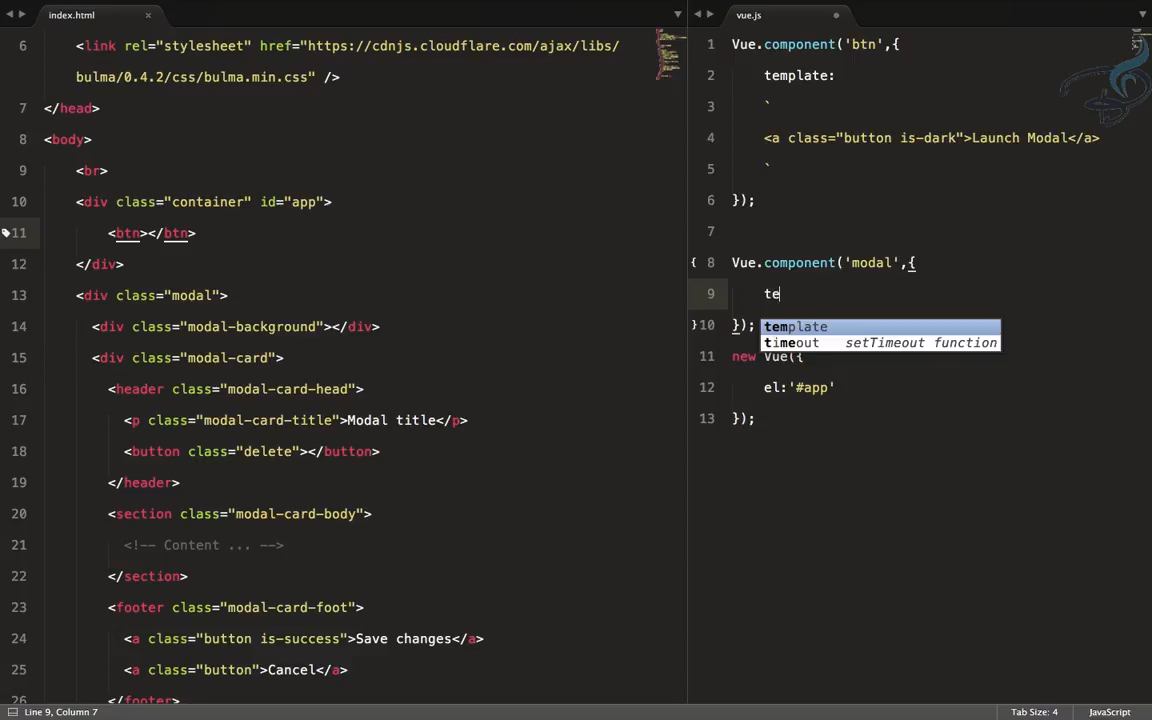 index.html
6 <link rel="stylesheet" href="https://cdnjs.cloudflare.com/ajax/libs/
bulma/0.4.2/css/bulma.min.css" />
7 </head>
8 <body>
9 <br>
10 <div class="container" id="app">
11 <btn></btn>
12 </div>
13 <div class="modal">
14 <div class="modal-background"></div>
15 <div class="modal-card">
16 <header class="modal-card-head">
17 <p class="modal-card-title">Modal title</p>
18 <button class="delete"></button>
19 </header>
20 <section class="modal-card-body">
21 <!-- Content ... -->
22 </section>
23 <footer class="modal-card-foot">
24 <a class="button is-success">Save changes</a>
25 <a class="button">Cancel</a>
26 </footer>
vue.js
1 Vue.component('btn',{
2 template:
3 `
4 <a class="button is-dark">Launch Modal</a>
5 `
6 });
7
8 Vue.component('modal',{
9 te
template
timeout setTimeout function
10 });
11 new Vue({
12 el:'#app'
13 });
Line 9, Column 7
Tab Size: 4
JavaScript